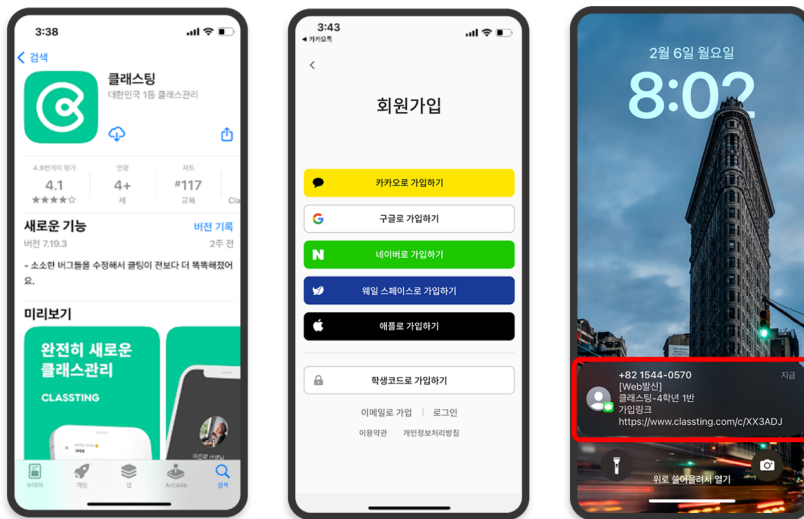 3:38
검색
클래스팅
대한민국 1등 클래스관리
4.9천개의 평가
연령
차트
4.1
4+
#117
세
교육
Cla
새로운 기능
버전 기록
버전 7.19.3
2주 전
- 소소현 버그들을 수정해서 클팅이 전보다 더 똑똑해졌어
요.
미리보기
완전히 새로운
클래스관리
CLASSTING
투데이
게임
앱
Arcade
검색
3:43
◀ 카카오톡
회원가입
카카오로 가입하기
구글로 가입하기
네이버로 가입하기
웨일 스페이스로 가입하기
애플로 가입하기
학생코드로 가입하기
이메일로 가입 | 로그인
이용약관 개인정보처리방침
2월 6일 월요일
8:02
+82 1544-0570
지금
[Web발신]
클래스팅-4학년 1반
가입링크
https://www.classting.com/c/XX3ADJ
위로 쓸어올려서 열기